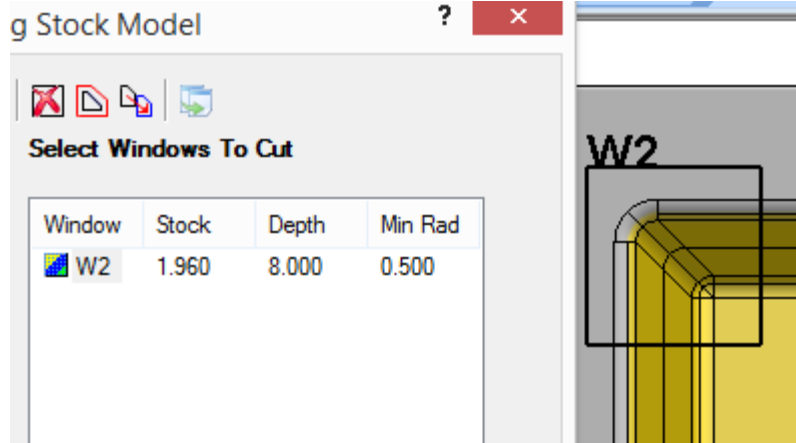 g Stock Model ?
Select Windows To Cut
Window Stock Depth Min Rad
W2 1.960 8.000 0.500
W2